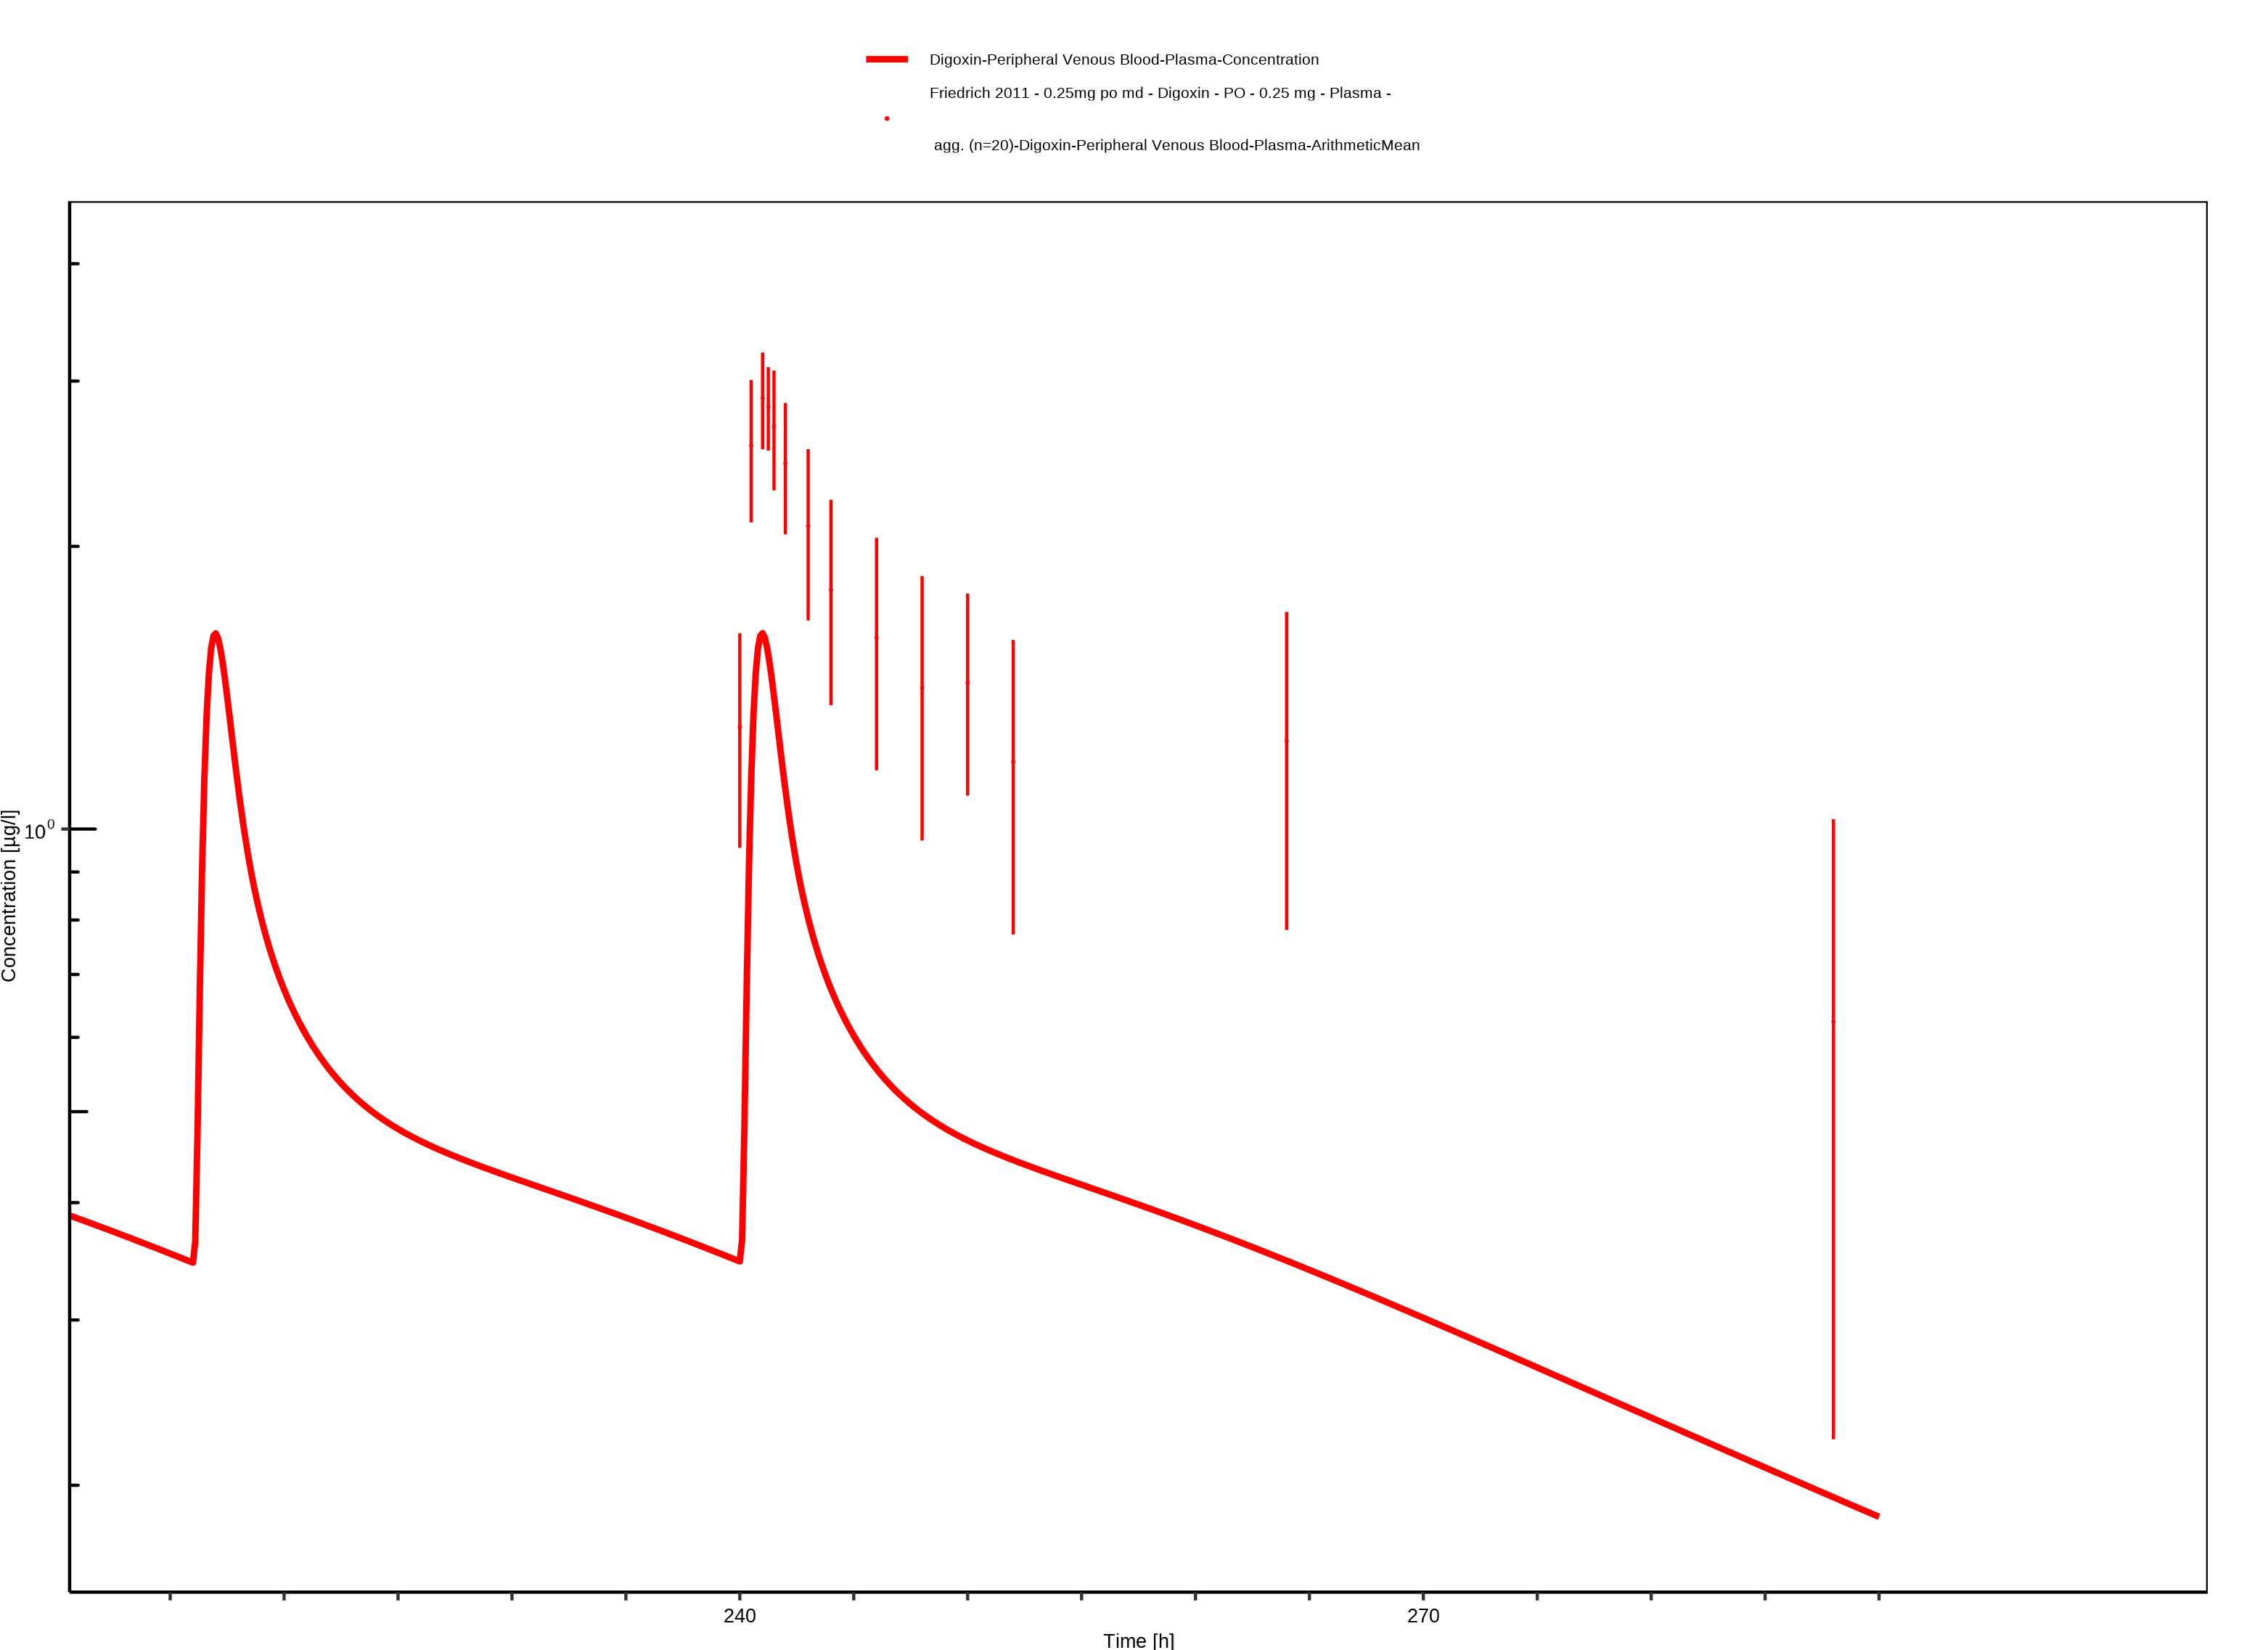 Digoxin-Peripheral Venous Blood-Plasma-Concentration
Friedrich 2011 - 0.25mg po md - Digoxin - PO - 0.25 mg - Plasma -
agg. (n=20)-Digoxin-Peripheral Venous Blood-Plasma-ArithmeticMean
Concentration [µg/l]
10⁰
240
270
Time [h]